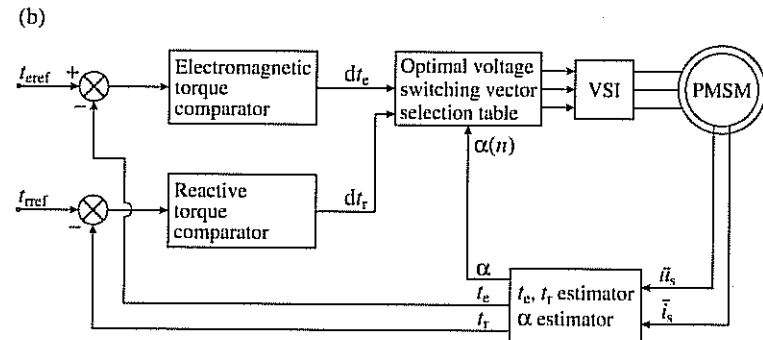 (b)
t_eref
+
−
Electromagnetic
torque
comparator
dt_e
Optimal voltage
switching vector
selection table
VSI
PMSM
α(n)
t_rref
−
Reactive
torque
comparator
dt_r
α
t_e
t_r
t_e, t_r estimator
α estimator
ū_s
ī_s